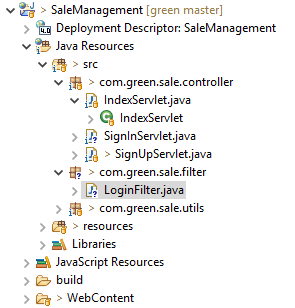 > SaleManagement [green master]
> Deployment Descriptor: SaleManagement
> Java Resources
> src
> com.green.sale.controller
IndexServlet.java
> IndexServlet
> SignInServlet.java
> SignUpServlet.java
> com.green.sale.filter
> LoginFilter.java
> com.green.sale.utils
> > resources
> Libraries
> JavaScript Resources
> build
> > WebContent